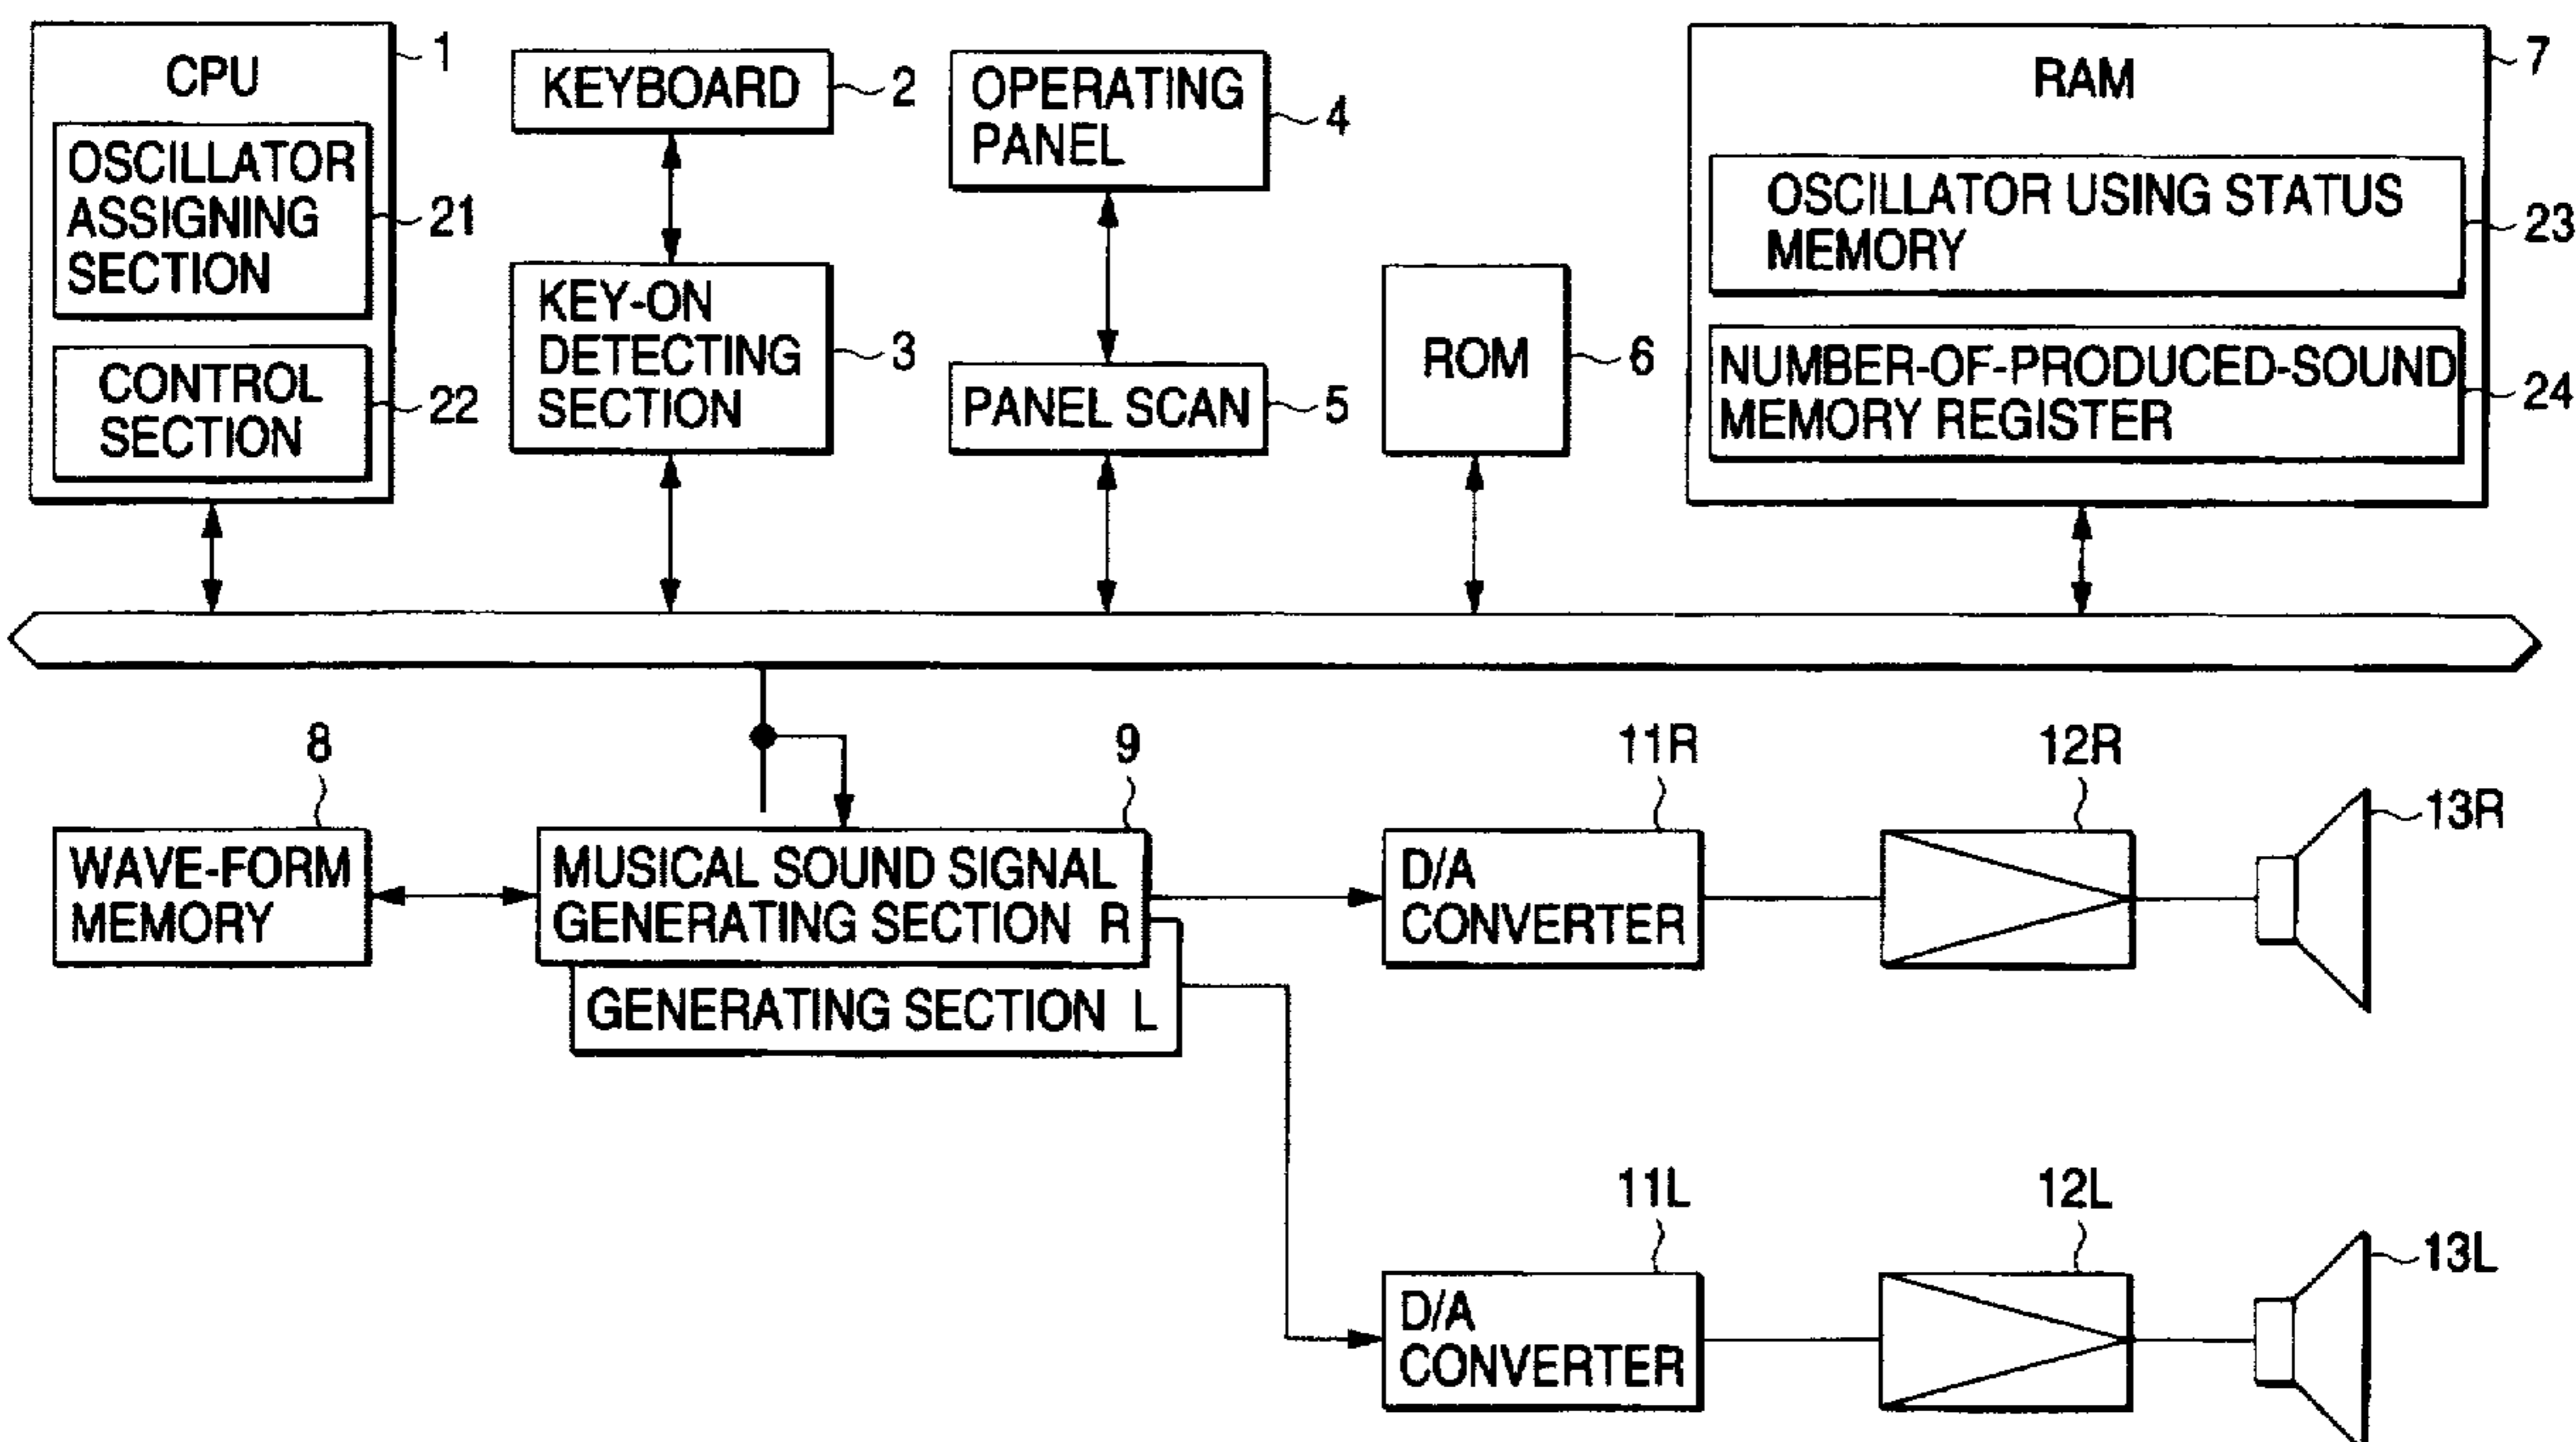 CPU
1
OSCILLATOR
ASSIGNING
SECTION
21
CONTROL
SECTION
22
KEYBOARD
2
KEY-ON
DETECTING
SECTION
3
OPERATING
PANEL
4
PANEL SCAN
5
ROM
6
RAM
7
OSCILLATOR USING STATUS
MEMORY
23
NUMBER-OF-PRODUCED-SOUND
MEMORY REGISTER
24
8
WAVE-FORM
MEMORY
9
MUSICAL SOUND SIGNAL
GENERATING SECTION R
GENERATING SECTION L
11R
D/A
CONVERTER
12R
13R
11L
D/A
CONVERTER
12L
13L